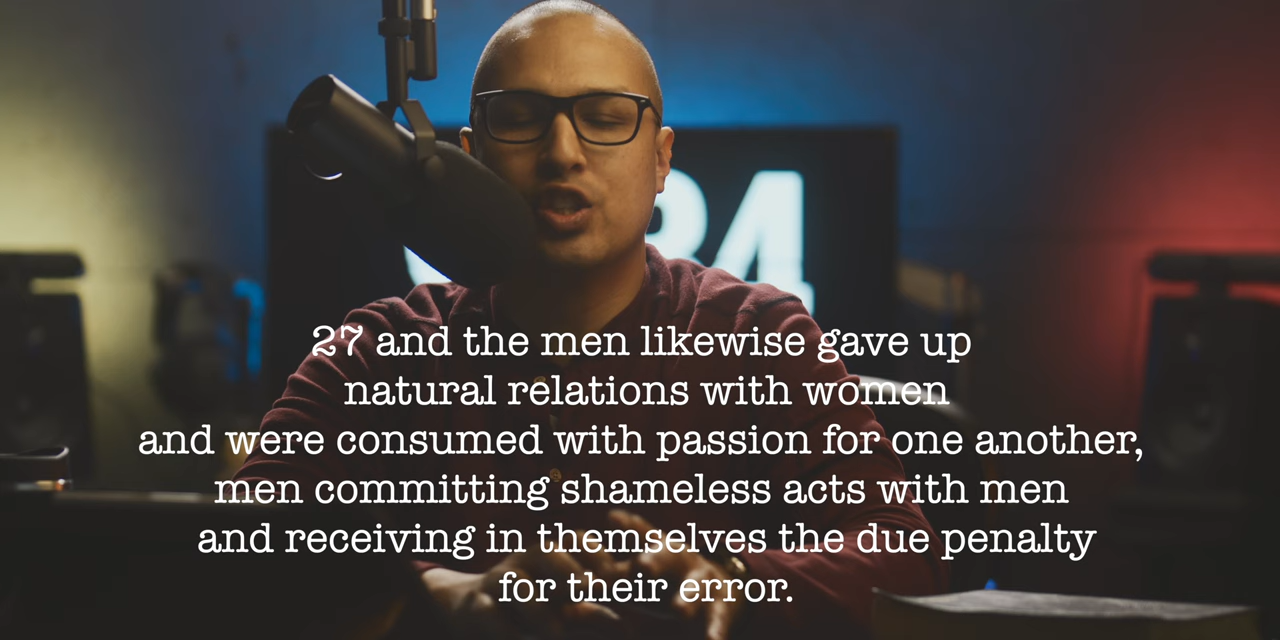 27 and the men likewise gave up
natural relations with women
and were consumed with passion for one another,
men committing shameless acts with men
and receiving in themselves the due penalty
for their error.